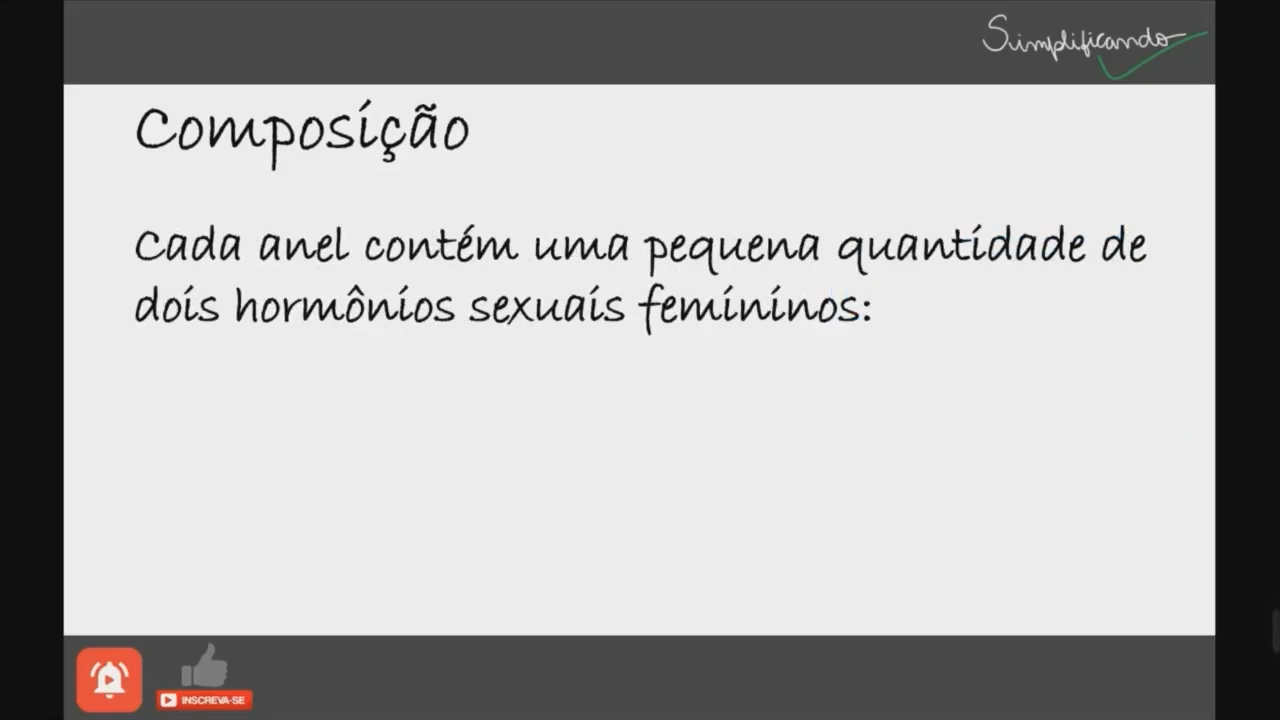 Simplificando
Composição
Cada anel contém uma pequena quantidade de
dois hormônios sexuais femininos:
INSCREVA-SE